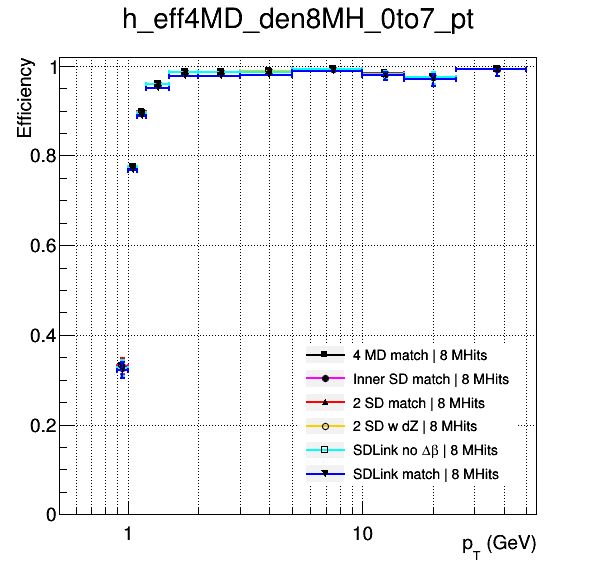 h_eff4MD_den8MH_0to7_pt
Efficiency
1
0.8
0.6
0.4
0.2
0
4 MD match | 8 MHits
Inner SD match | 8 MHits
2 SD match | 8 MHits
2 SD w dZ | 8 MHits
SDLink no Δβ | 8 MHits
SDLink match | 8 MHits
1
10
p_T (GeV)